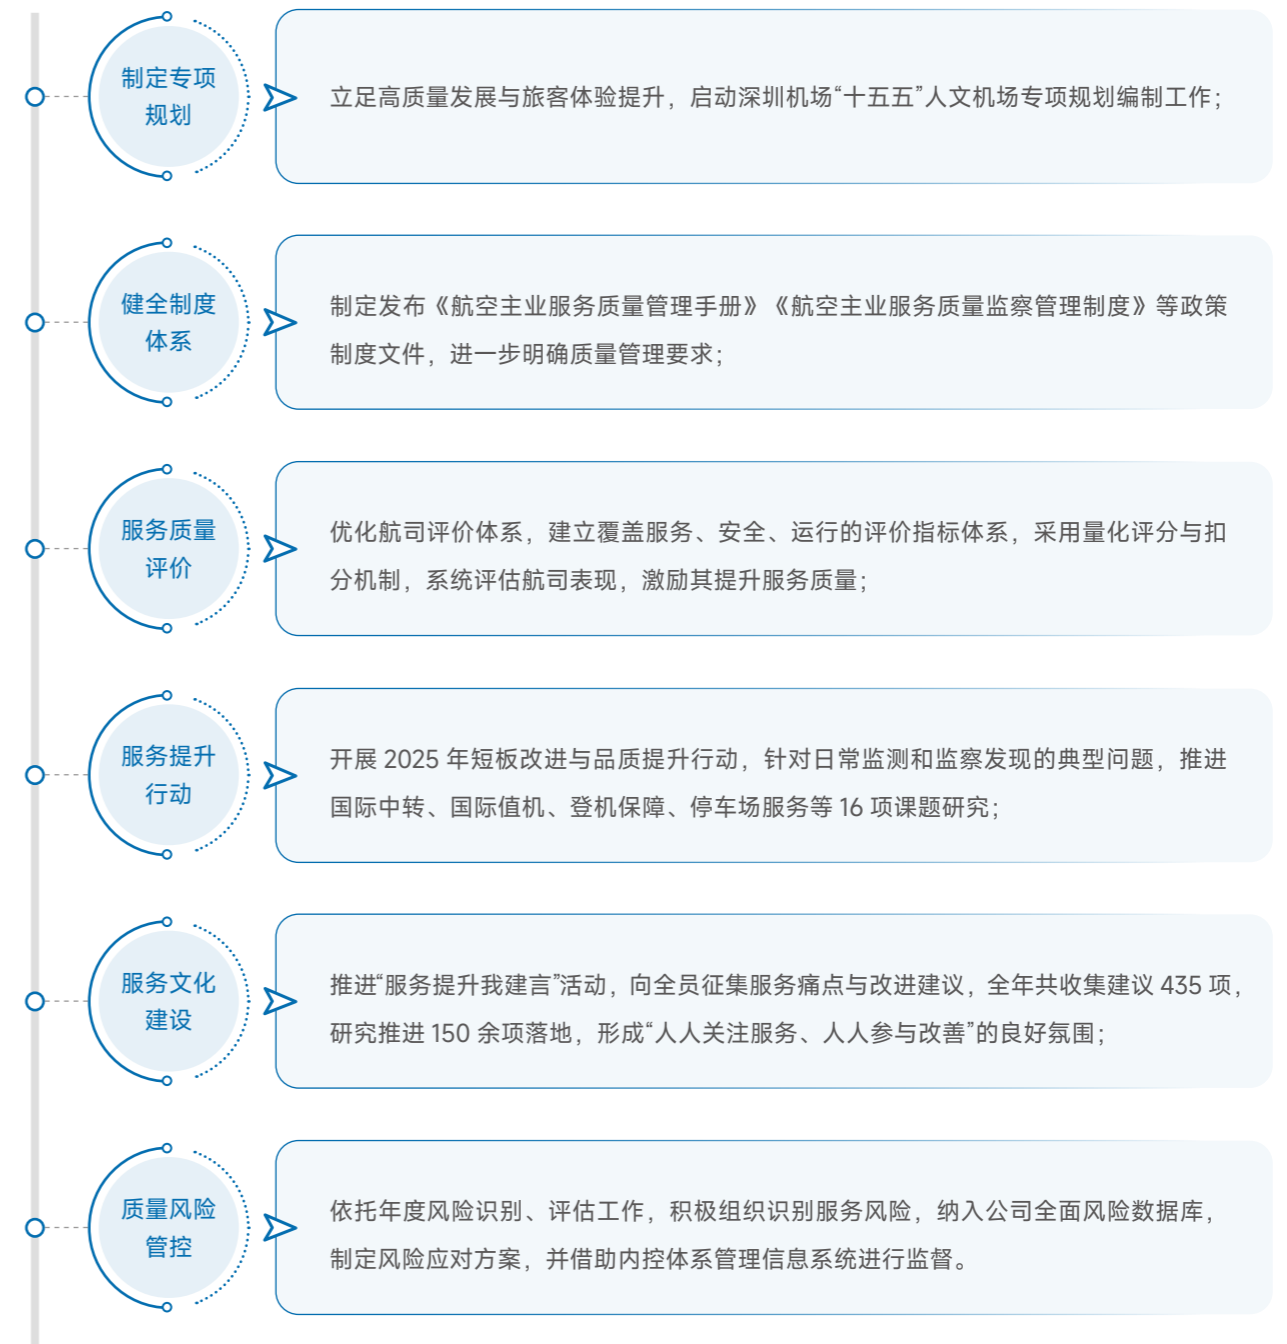 制定专项
规划
立足高质量发展与旅客体验提升，启动深圳机场“十五五”人文机场专项规划编制工作；
健全制度
体系
制定发布《航空主业服务质量管理手册》《航空主业服务质量监察管理制度》等政策
制度文件，进一步明确质量管理要求；
服务质量
评价
优化航司评价体系，建立覆盖服务、安全、运行的评价指标体系，采用量化评分与扣
分机制，系统评估航司表现，激励其提升服务质量；
服务提升
行动
开展 2025 年短板改进与品质提升行动，针对日常监测和监察发现的典型问题，推进
国际中转、国际值机、登机保障、停车场服务等 16 项课题研究；
服务文化
建设
推进“服务提升我建言”活动，向全员征集服务痛点与改进建议，全年共收集建议 435 项，
研究推进 150 余项落地，形成“人人关注服务、人人参与改善”的良好氛围；
质量风险
管控
依托年度风险识别、评估工作，积极组织识别服务风险，纳入公司全面风险数据库，
制定风险应对方案，并借助内控体系管理信息系统进行监督。